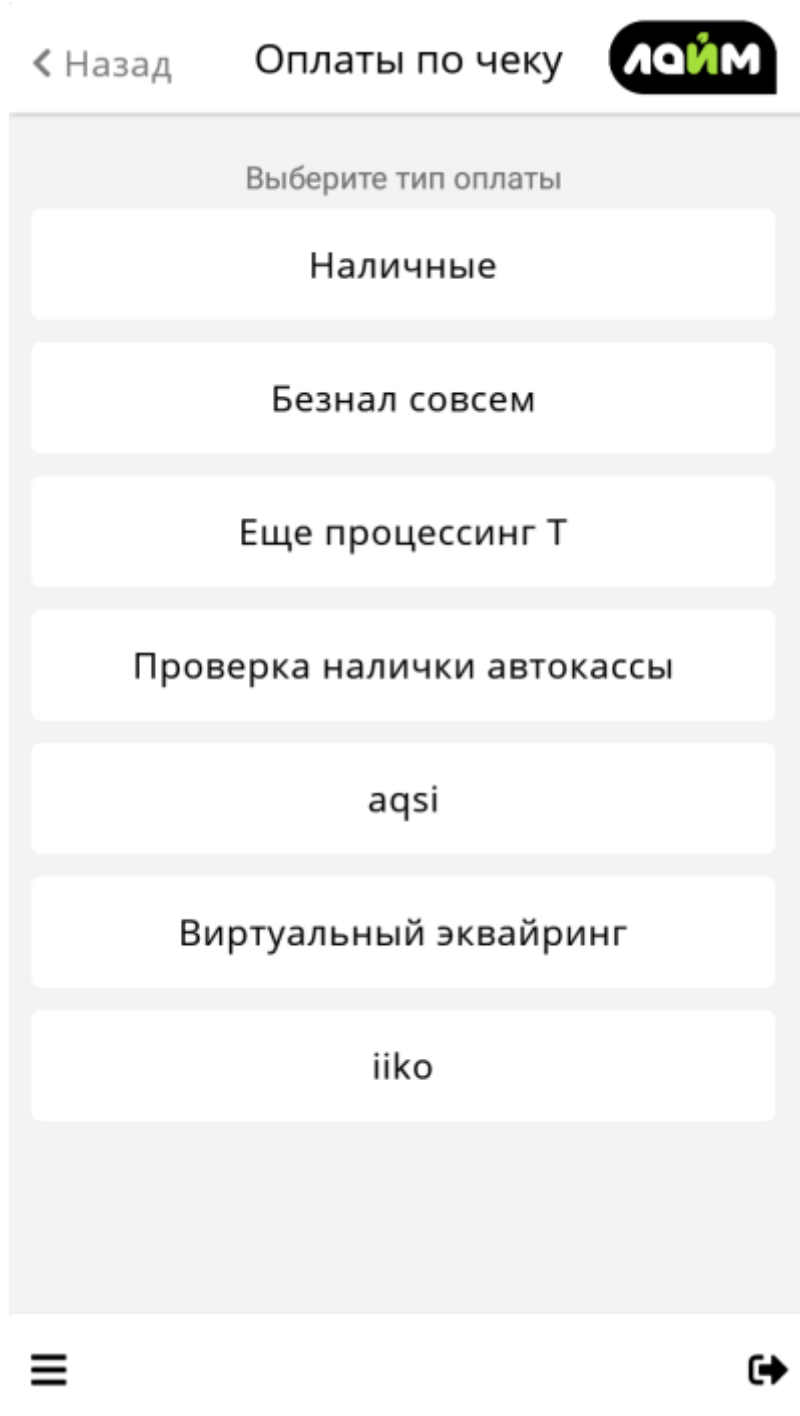 Назад
Оплаты по чеку
лайм
Выберите тип оплаты
Наличные
Безнал совсем
Еще процессинг Т
Проверка налички автокассы
aqsi
Виртуальный эквайринг
iiko